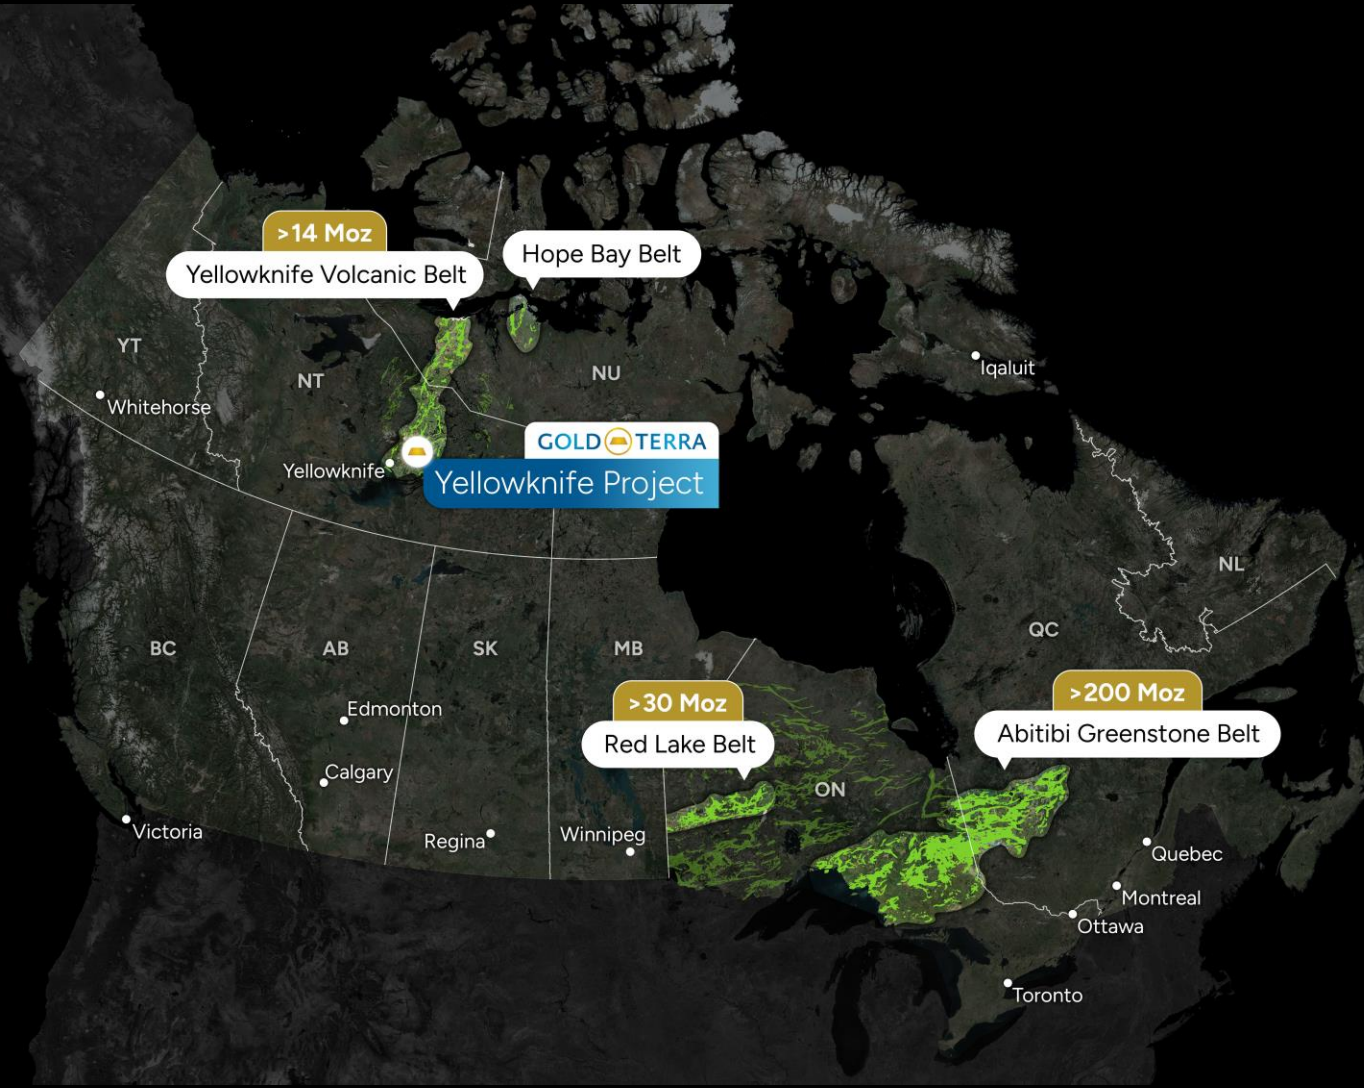 >14 Moz
Yellowknife Volcanic Belt
Hope Bay Belt
YT
NT
NU
Iqaluit
Whitehorse
GOLD TERRA
Yellowknife Project
Yellowknife
NL
QC
BC
AB
SK
MB
>30 Moz
Red Lake Belt
>200 Moz
Abitibi Greenstone Belt
Edmonton
Calgary
ON
Victoria
Regina
Winnipeg
Quebec
Montreal
Ottawa
Toronto